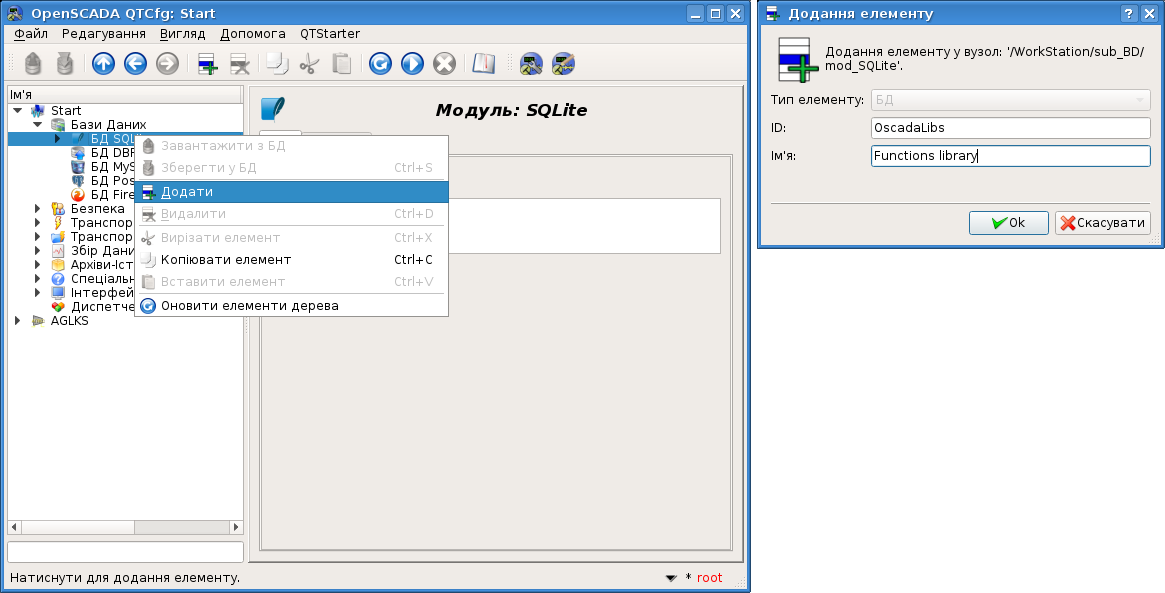 OpenSCADA QTCfg: Start
Файл Редагування Вигляд Допомога QTStarter
Ім'я
Start
Бази Даних
БД SQL
БД DBF
БД MyS
БД Pos
БД Fire
Безпека
Транспор
Транспор
Збір Дани
Архіви-Іст
Спеціальн
Інтерфей
Диспетче
AGLKS
Модуль: SQLite
Завантажити з БД
Зберегти у БД Ctrl+S
Додати
Видалити Ctrl+D
Вирізати елемент Ctrl+X
Копіювати елемент Ctrl+C
Вставити елемент Ctrl+V
Оновити елементи дерева
Натиснути для додання елементу.
* root
Додання елементу
Додання елементу у вузол: '/WorkStation/sub_BD/
mod_SQLite'.
Тип елементу: БД
ID: OscadaLibs
Ім'я: Functions library
Ok Скасувати